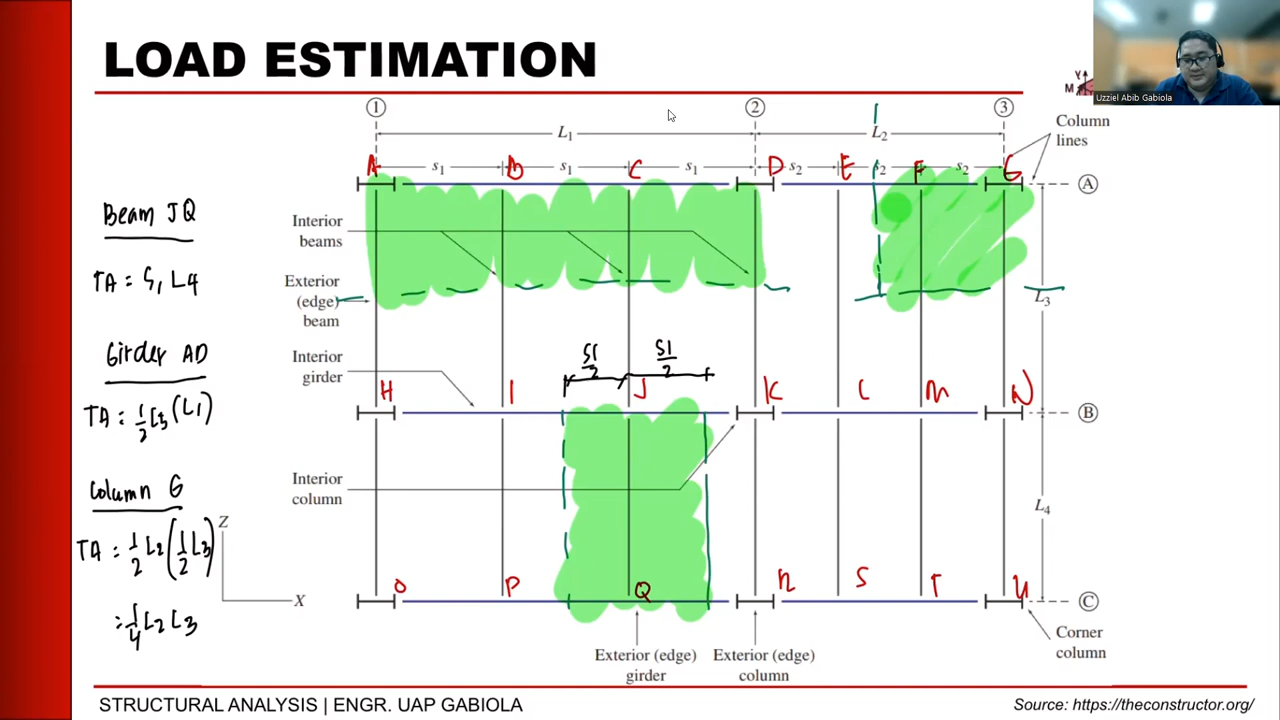 LOAD ESTIMATION
Uzziel Abib Gabiola
Y
M
1
2
3
L1
L2
Column
lines
s1
s1
s1
s2
s2
s2
A
B
C
D
E
F
G
A
Beam JQ
TA = S1 L4
Interior
beams
Exterior
(edge)
beam
L3
Girder AD
TA = 1/2 L3 (L1)
S1/2
S1/2
Interior
girder
H
I
J
K
L
M
N
B
Column G
TA = 1/2 L2 (1/2 L3)
= 1/4 L2 L3
Interior
column
L4
Z
X
O
P
Q
R
S
T
U
C
Exterior (edge)
girder
Exterior (edge)
column
Corner
column
STRUCTURAL ANALYSIS | ENGR. UAP GABIOLA
Source: https://theconstructor.org/